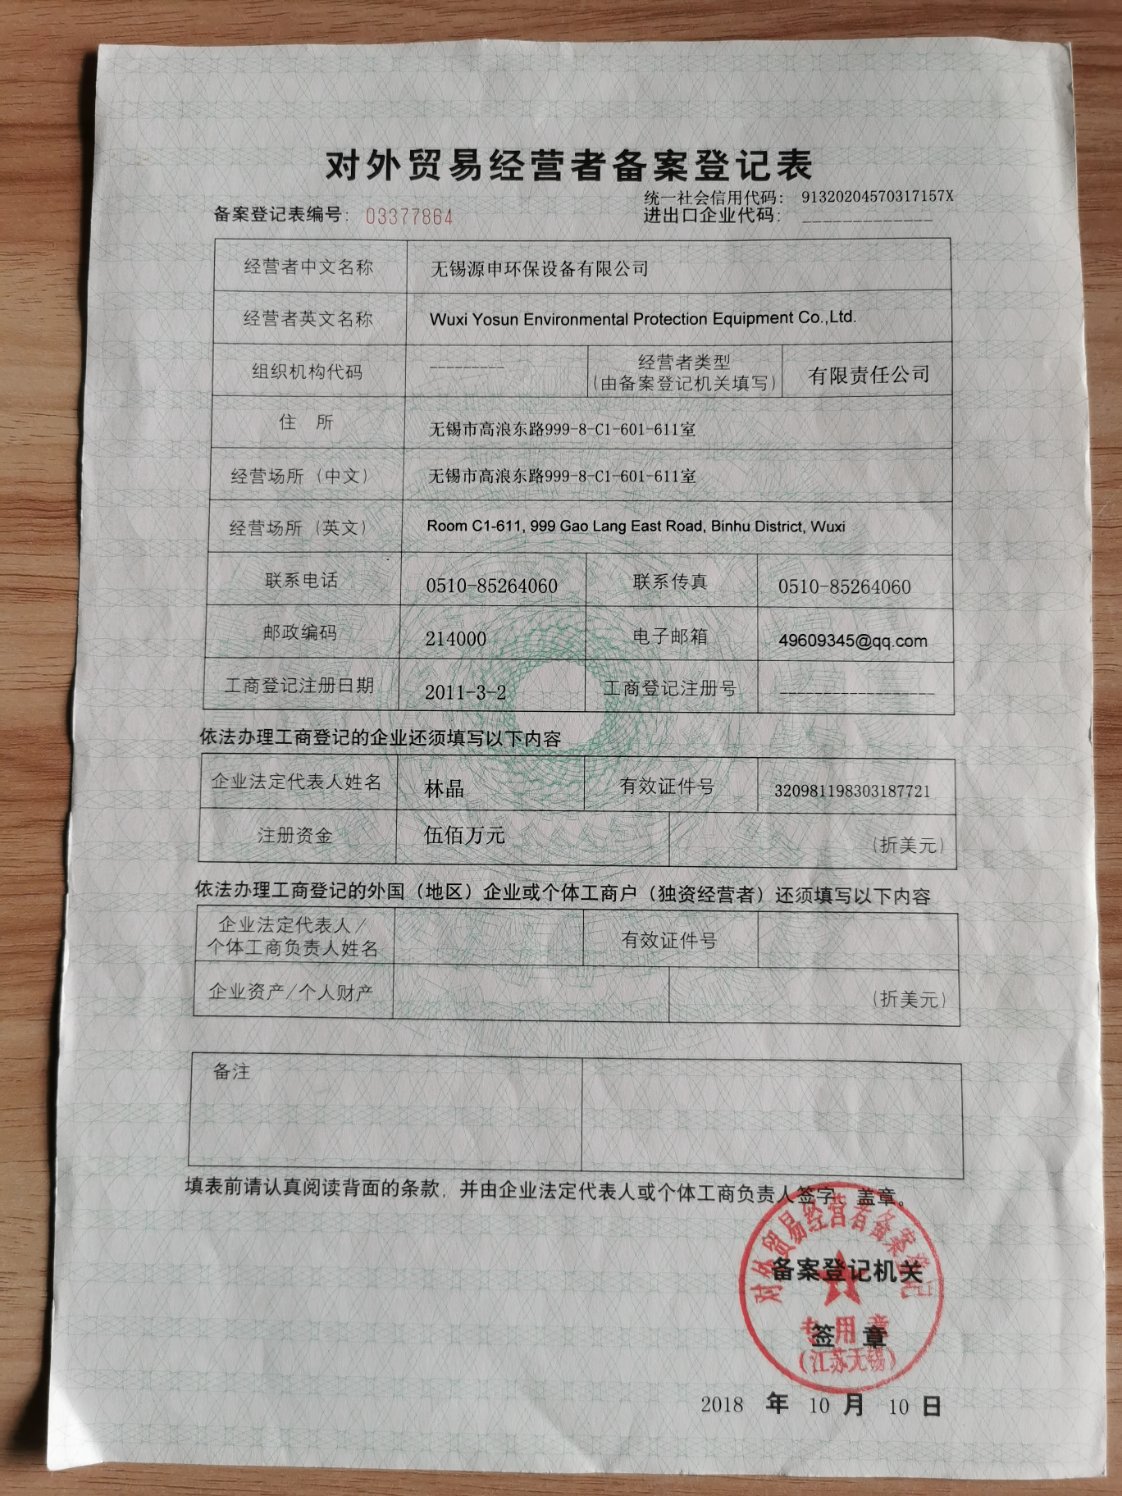 对外贸易经营者备案登记表
统一社会信用代码： 91320204570317157X
备案登记表编号： 03377864
进出口企业代码： ---------------
经营者中文名称 无锡源申环保设备有限公司
经营者英文名称 Wuxi Yosun Environmental Protection Equipment Co.,Ltd.
组织机构代码 --------- 经营者类型 (由备案登记机关填写) 有限责任公司
住 所 无锡市高浪东路999-8-C1-601-611室
经营场所（中文） 无锡市高浪东路999-8-C1-601-611室
经营场所（英文） Room C1-611, 999 Gao Lang East Road, Binhu District, Wuxi
联系电话 0510-85264060 联系传真 0510-85264060
邮政编码 214000 电子邮箱 49609345@qq.com
工商登记注册日期 2011-3-2 工商登记注册号 ------------------
依法办理工商登记的企业还须填写以下内容
企业法定代表人姓名 林晶 有效证件号 320981198303187721
注册资金 伍佰万元 (折美元)
依法办理工商登记的外国（地区）企业或个体工商户（独资经营者）还须填写以下内容
企业法定代表人/
个体工商负责人姓名 有效证件号
企业资产/个人财产 (折美元)
备注
填表前请认真阅读背面的条款，并由企业法定代表人或个体工商负责人签字、盖章。
对外贸易经营者备案登记
备案登记机关
专用章
签 章
(江苏无锡)
2018 年 10 月 10 日